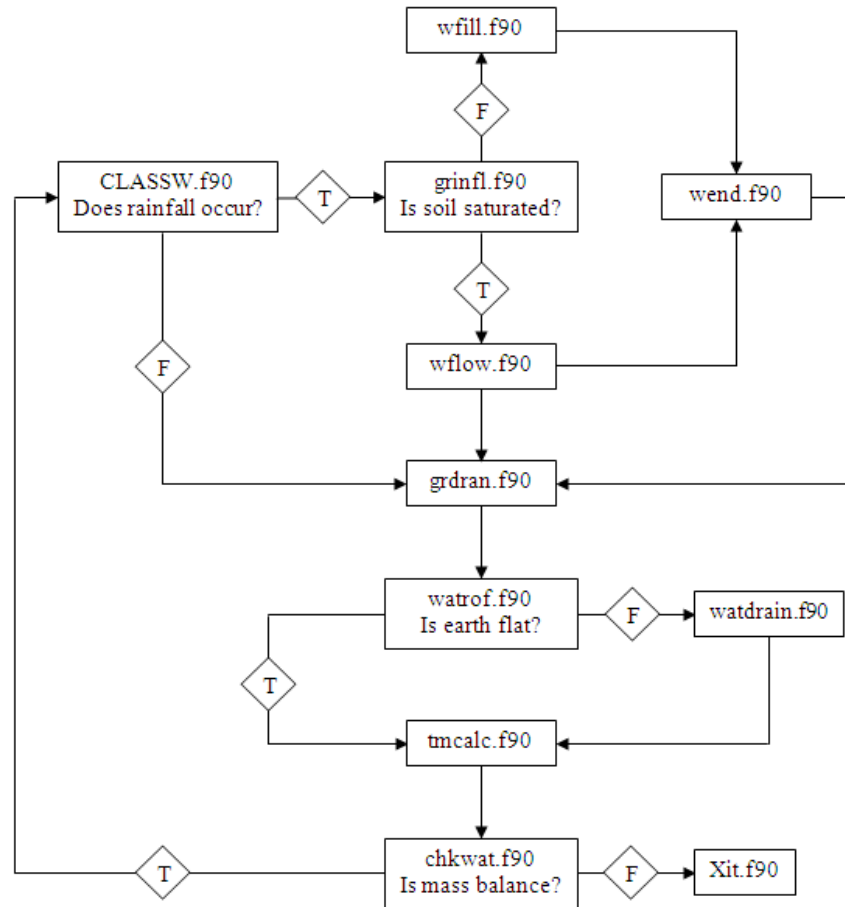 wfill.f90
F
CLASSW.f90
Does rainfall occur?
T
grinfl.f90
Is soil saturated?
wend.f90
T
F
wflow.f90
grdran.f90
watrof.f90
Is earth flat?
F
watdrain.f90
T
tmcalc.f90
chkwat.f90
Is mass balance?
T
F
Xit.f90